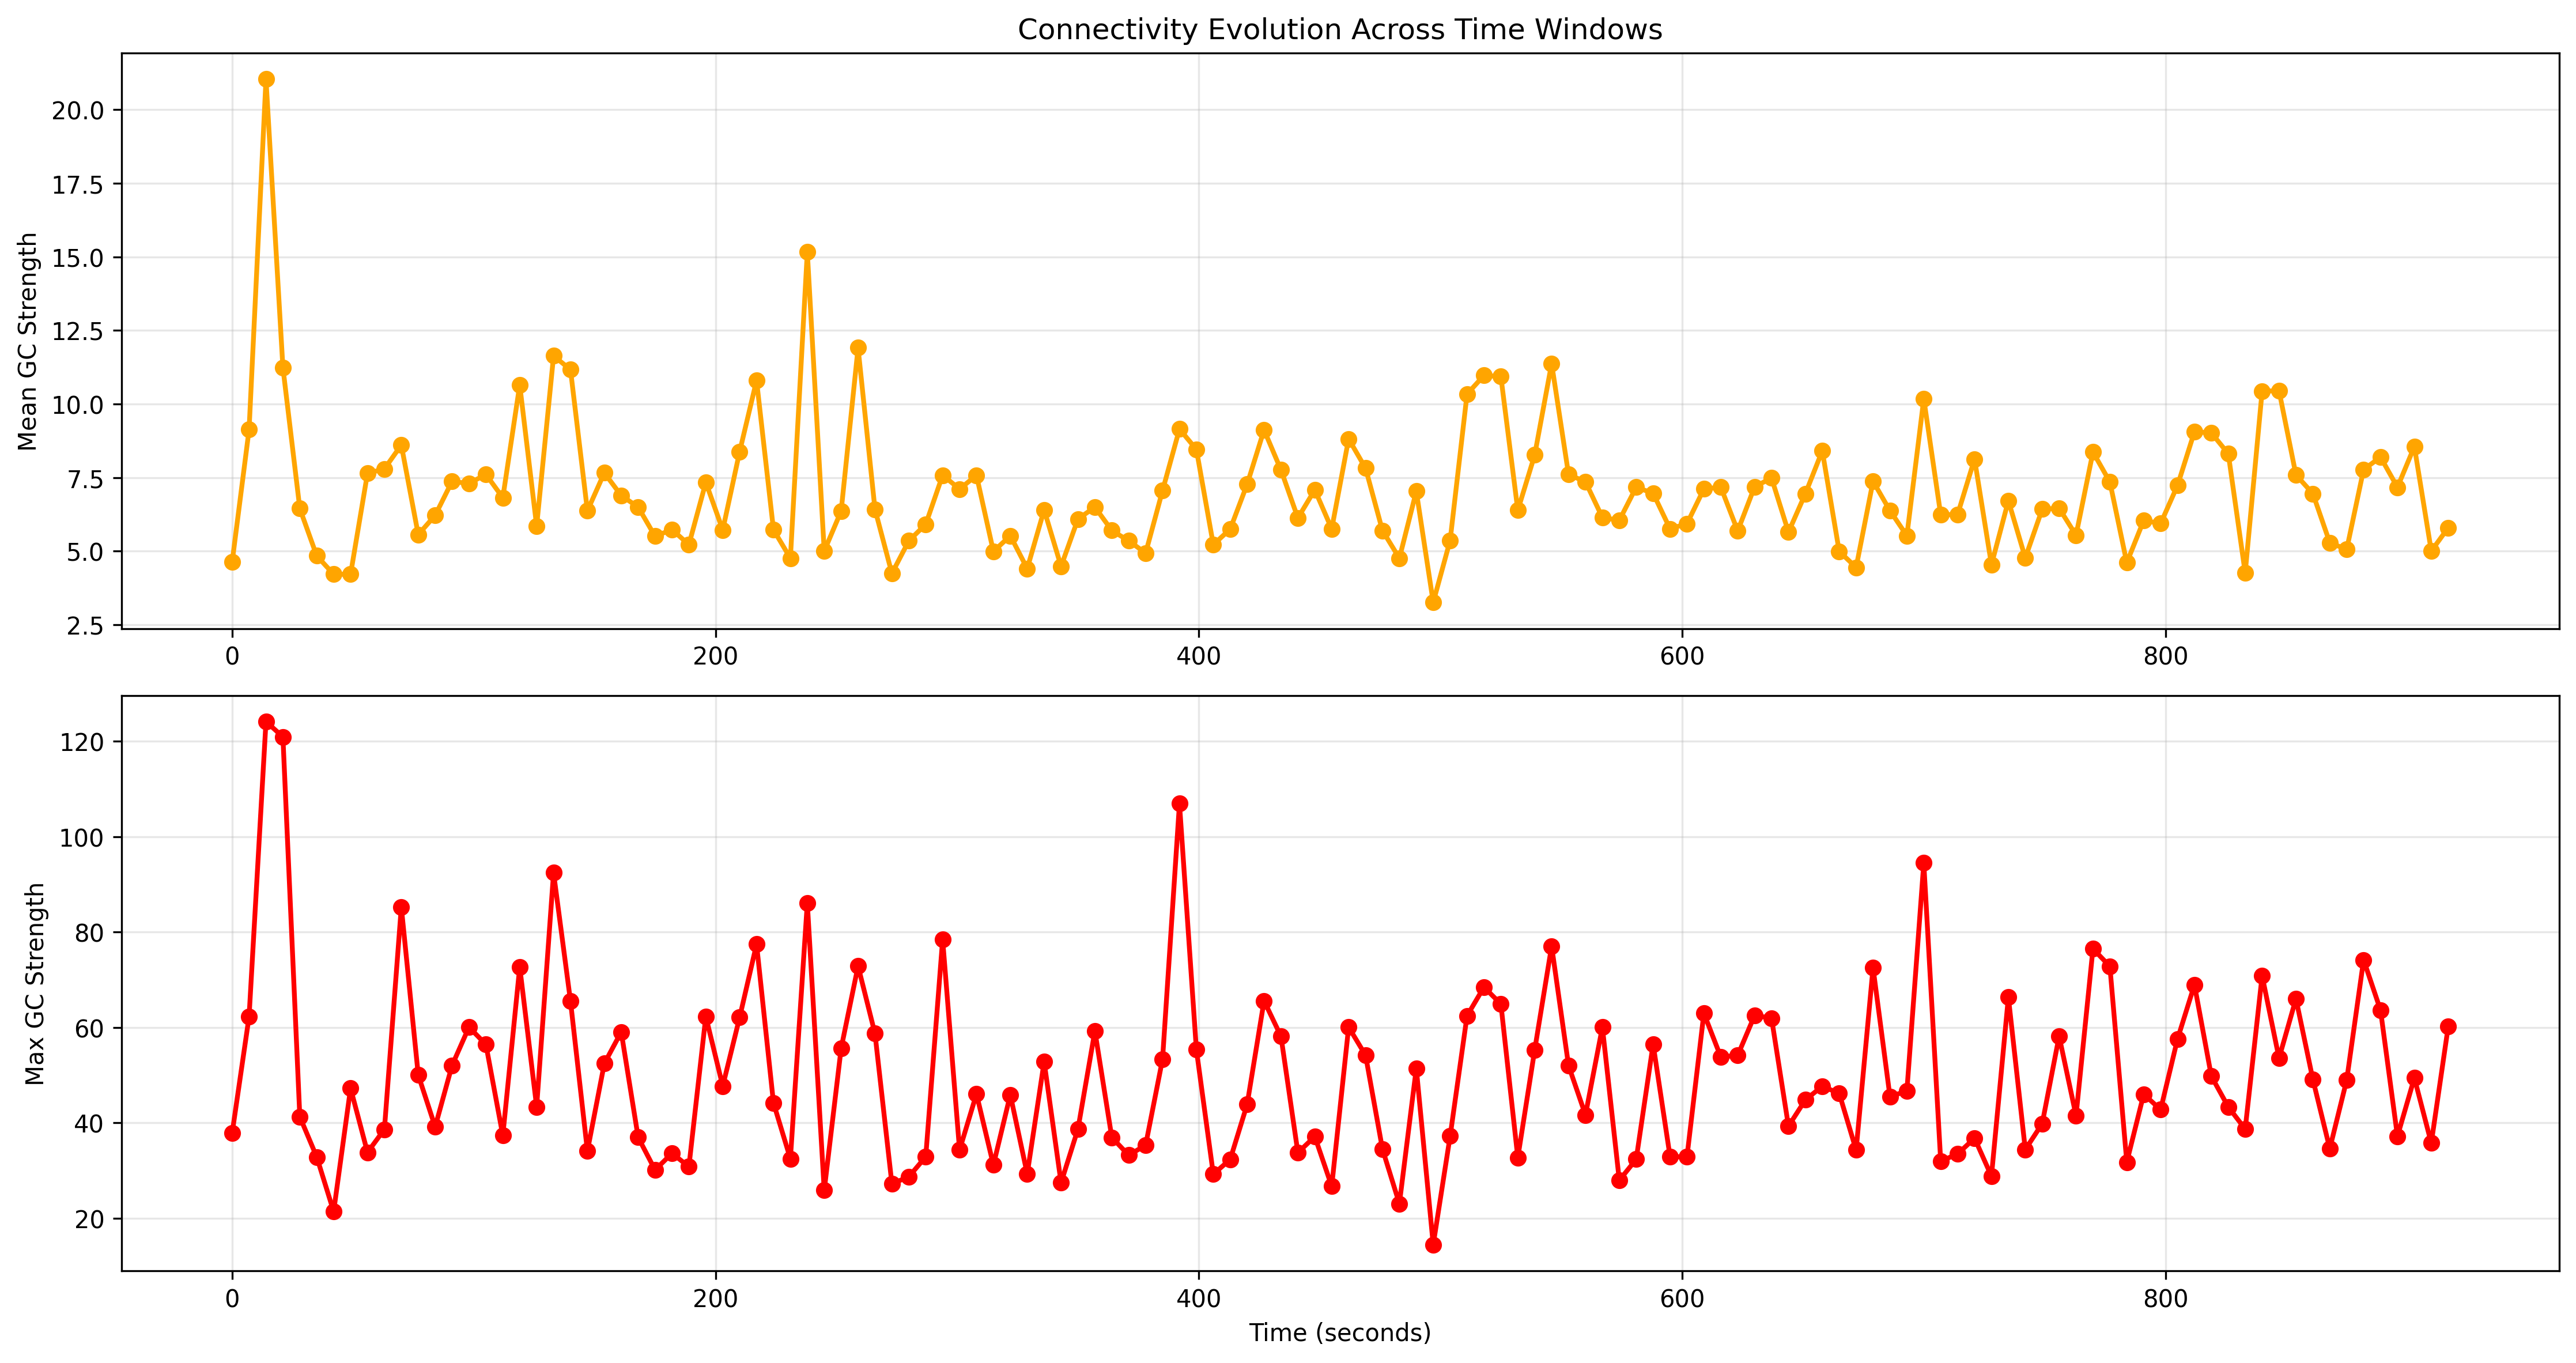 Connectivity Evolution Across Time Windows
Mean GC Strength
20.0
17.5
15.0
12.5
10.0
7.5
5.0
2.5
0 200 400 600 800
Max GC Strength
120
100
80
60
40
20
0 200 400 600 800
Time (seconds)